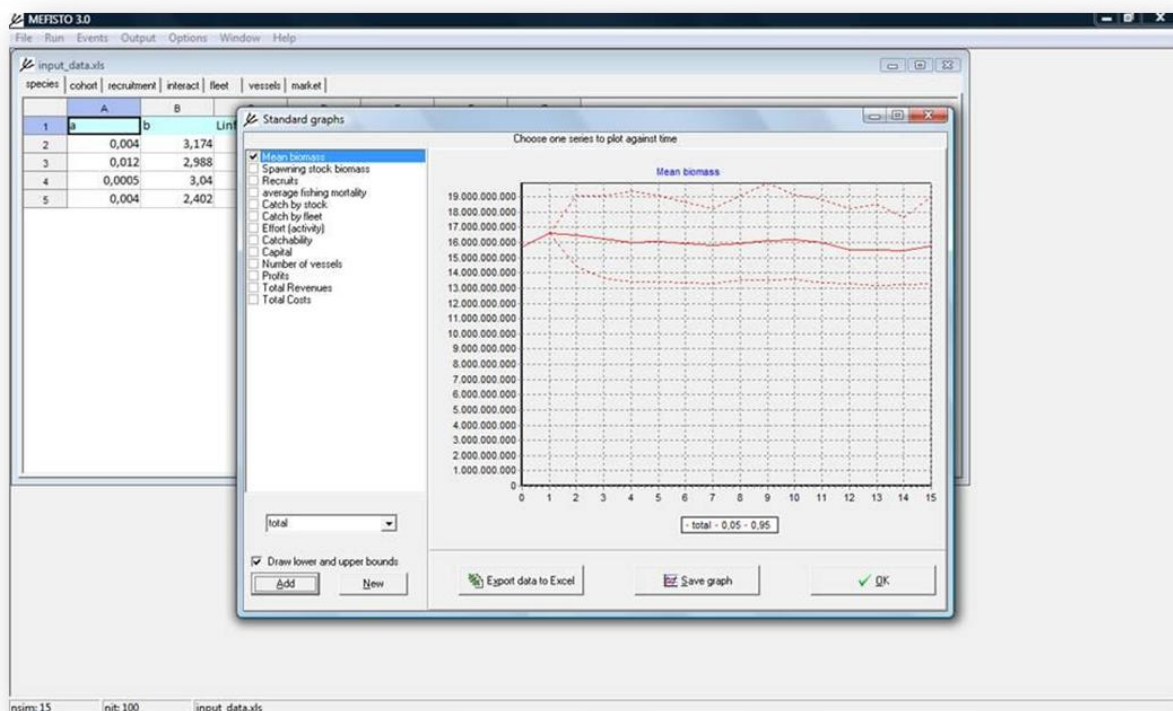 MEFISTO 3.0
File Run Events Output Options Window Help
input_data.xls
species cohort recruitment interact fleet vessels market
A B
1 a b Linf
2 0,004 3,174
3 0,012 2,988
4 0,0005 3,04
5 0,004 2,402
Standard graphs
Choose one series to plot against time
Mean biomass
Spawning stock biomass
Recruits
average fishing mortality
Catch by stock
Catch by fleet
Effort (activity)
Catchability
Capital
Number of vessels
Profits
Total Revenues
Total Costs
total
Draw lower and upper bounds
Add New
Mean biomass
19.000.000.000
18.000.000.000
17.000.000.000
16.000.000.000
15.000.000.000
14.000.000.000
13.000.000.000
12.000.000.000
11.000.000.000
10.000.000.000
9.000.000.000
8.000.000.000
7.000.000.000
6.000.000.000
5.000.000.000
4.000.000.000
3.000.000.000
2.000.000.000
1.000.000.000
0
0 1 2 3 4 5 6 7 8 9 10 11 12 13 14 15
- total - 0,05 - 0,95
Export data to Excel Save graph OK
nsim: 15 nit: 100 input_data.xls